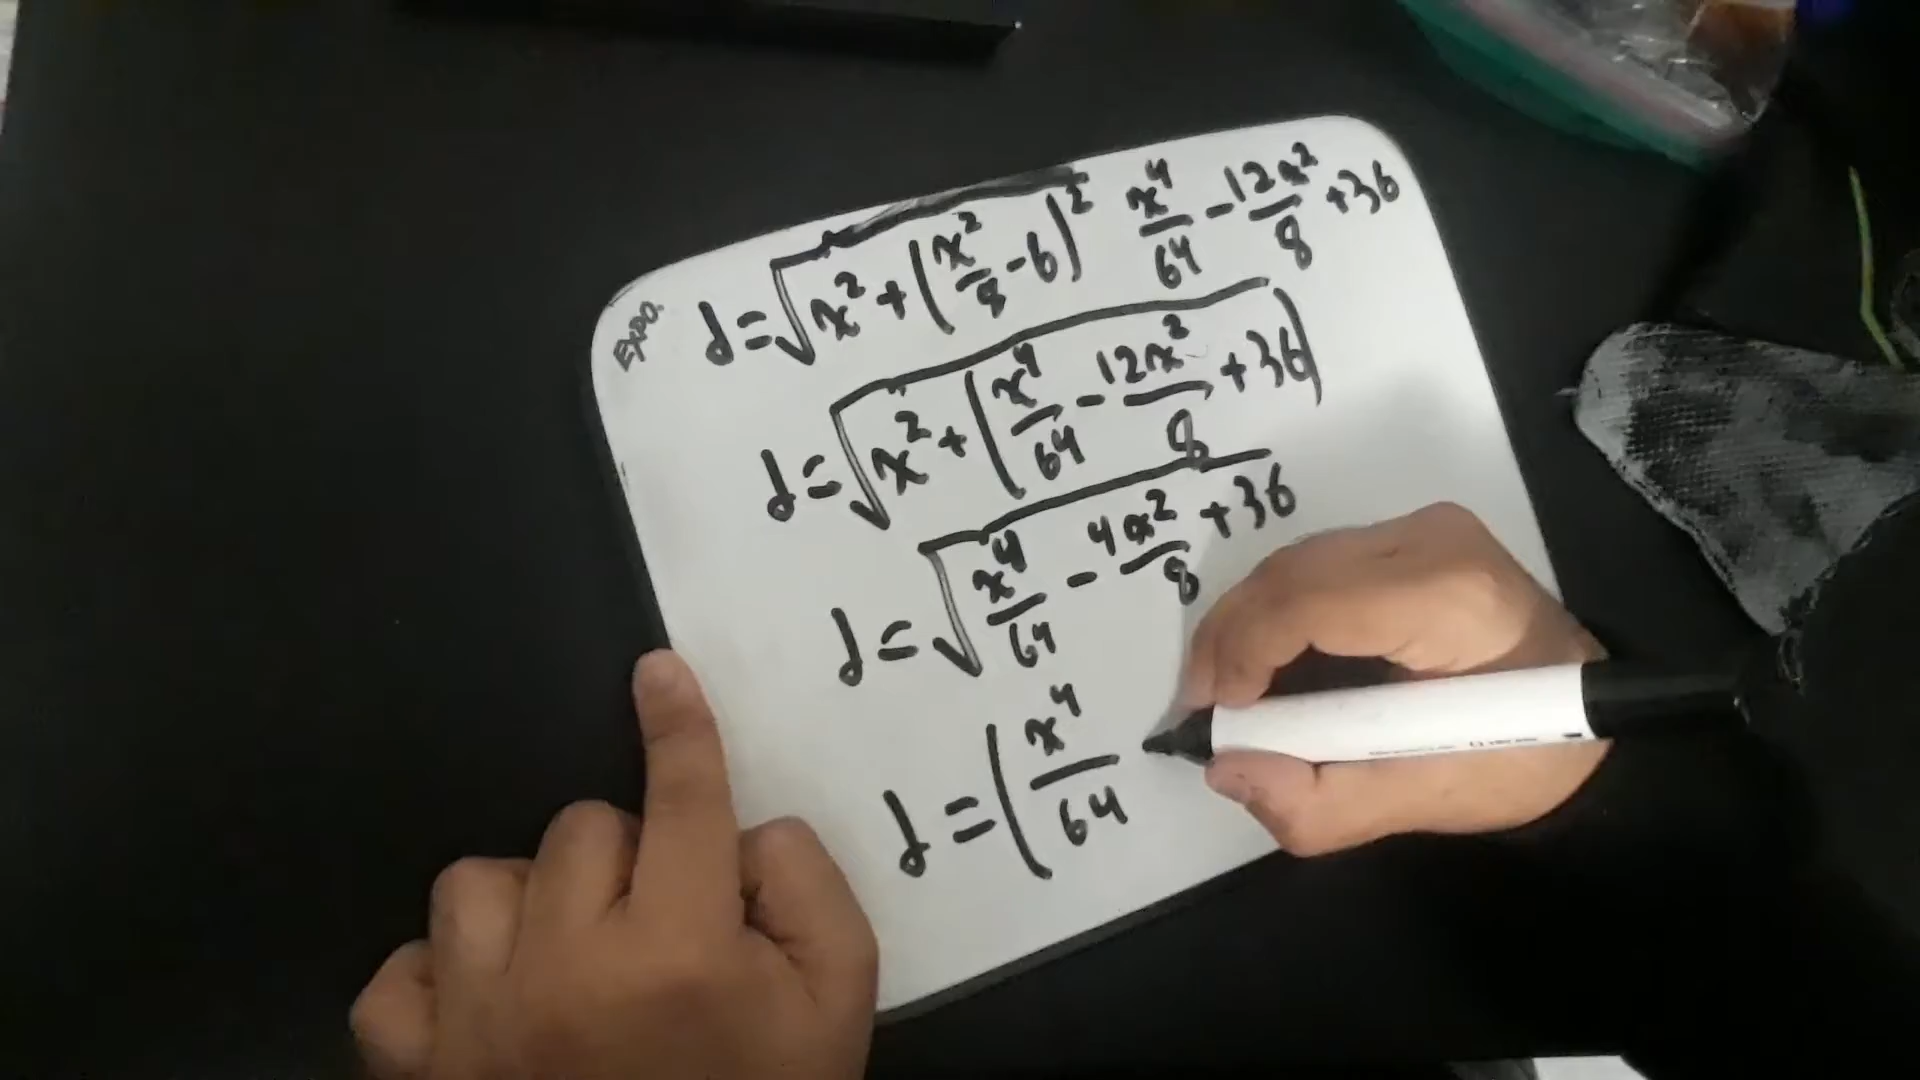 EXPO.
d=√x²+(x²/8-6)² x⁴/64-12x²/8+36
d=√x²+(x⁴/64-12x²/8+36)
d=√x⁴/64-4x²/8+36
d=(x⁴/64